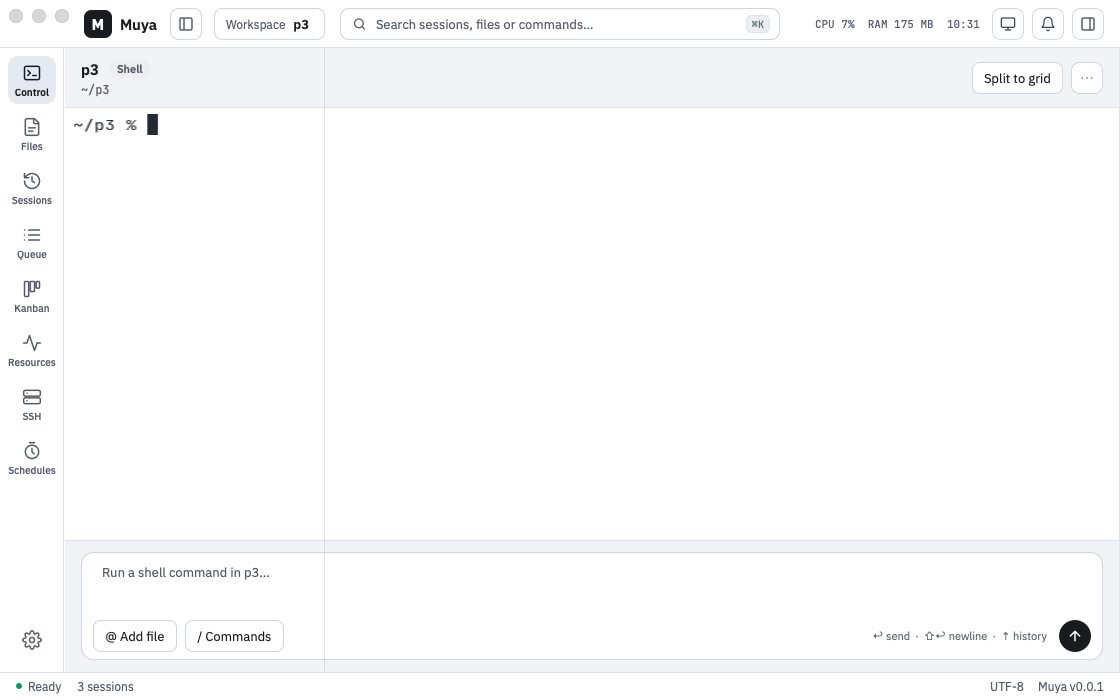 M Muya
Workspace p3
Search sessions, files or commands... ⌘K
CPU 7% RAM 175 MB 10:31
Control
Files
Sessions
Queue
Kanban
Resources
SSH
Schedules
p3 Shell
~/p3
Split to grid ...
~/p3 %
Run a shell command in p3...
@ Add file / Commands
↩ send · ⇧↩ newline · ↑ history
Ready 3 sessions
UTF-8 Muya v0.0.1